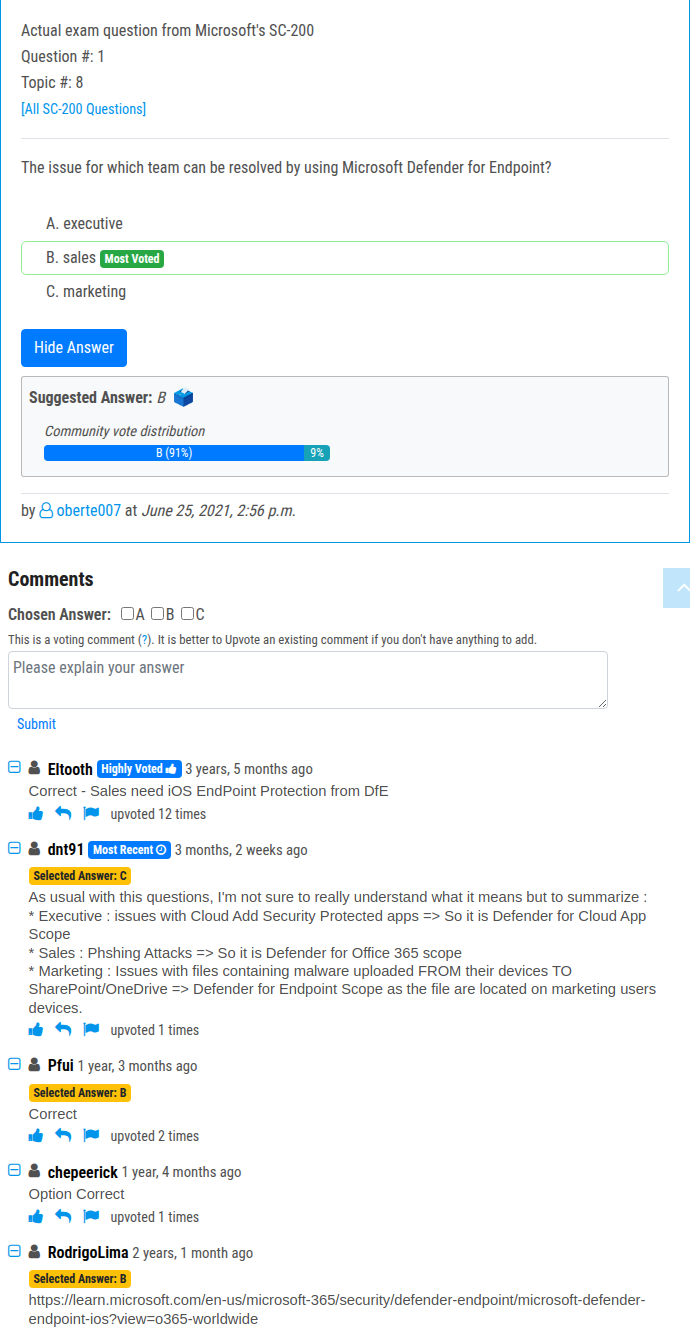 Actual exam question from Microsoft's SC-200
Question #: 1
Topic #: 8
[All SC-200 Questions]
The issue for which team can be resolved by using Microsoft Defender for Endpoint?
A. executive
B. sales Most Voted
C. marketing
Hide Answer
Suggested Answer: B
Community vote distribution
B (91%) 9%
by oberte007 at June 25, 2021, 2:56 p.m.
Comments
Chosen Answer: A B C
This is a voting comment (?). It is better to Upvote an existing comment if you don't have anything to add.
Please explain your answer
Submit
Eltooth Highly Voted 3 years, 5 months ago
Correct - Sales need iOS EndPoint Protection from DfE
upvoted 12 times
dnt91 Most Recent 3 months, 2 weeks ago
Selected Answer: C
As usual with this questions, I'm not sure to really understand what it means but to summarize :
* Executive : issues with Cloud Add Security Protected apps => So it is Defender for Cloud App
Scope
* Sales : Phshing Attacks => So it is Defender for Office 365 scope
* Marketing : Issues with files containing malware uploaded FROM their devices TO
SharePoint/OneDrive => Defender for Endpoint Scope as the file are located on marketing users
devices.
upvoted 1 times
Pfui 1 year, 3 months ago
Selected Answer: B
Correct
upvoted 2 times
chepeerick 1 year, 4 months ago
Option Correct
upvoted 1 times
RodrigoLima 2 years, 1 month ago
Selected Answer: B
https://learn.microsoft.com/en-us/microsoft-365/security/defender-endpoint/microsoft-defender-
endpoint-ios?view=o365-worldwide